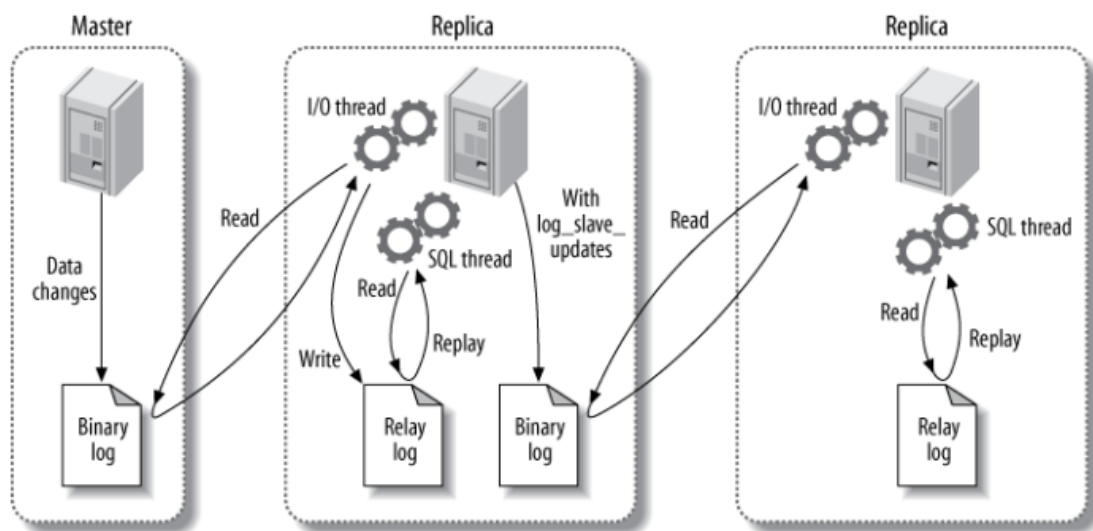 Master
Replica
Replica
I/O thread
I/O thread
Read
With
log_slave_
updates
Read
SQL thread
SQL thread
Data
changes
Read
Read
Replay
Replay
Write
Binary
log
Relay
log
Binary
log
Relay
log